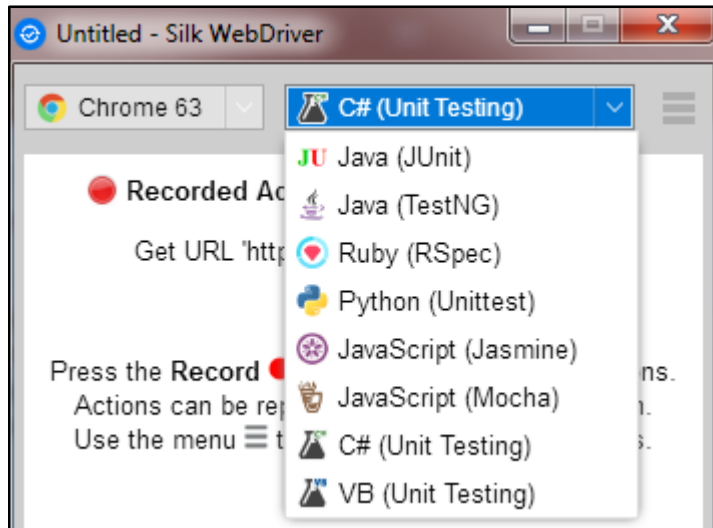 Untitled - Silk WebDriver
Chrome 63
C# (Unit Testing)
JU Java (JUnit)
Recorded Ac
Java (TestNG)
Get URL 'http
Ruby (RSpec)
Python (Unittest)
JavaScript (Jasmine)
Press the Record ns.
JavaScript (Mocha)
Actions can be rep n.
Use the menu t s.
C# (Unit Testing)
VB (Unit Testing)